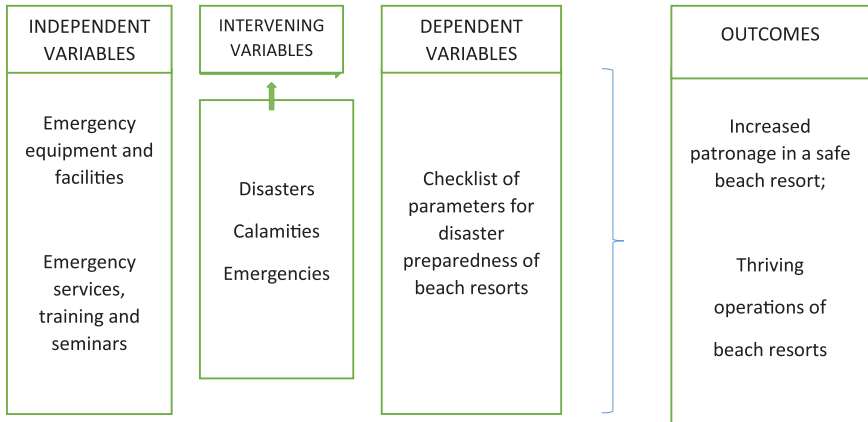 INDEPENDENT
VARIABLES
Emergency
equipment and
facilities
Emergency
services,
training and
seminars
INTERVENING
VARIABLES
Disasters
Calamities
Emergencies
DEPENDENT
VARIABLES
Checklist of
parameters for
disaster
preparedness of
beach resorts
OUTCOMES
Increased
patronage in a safe
beach resort;
Thriving
operations of
beach resorts